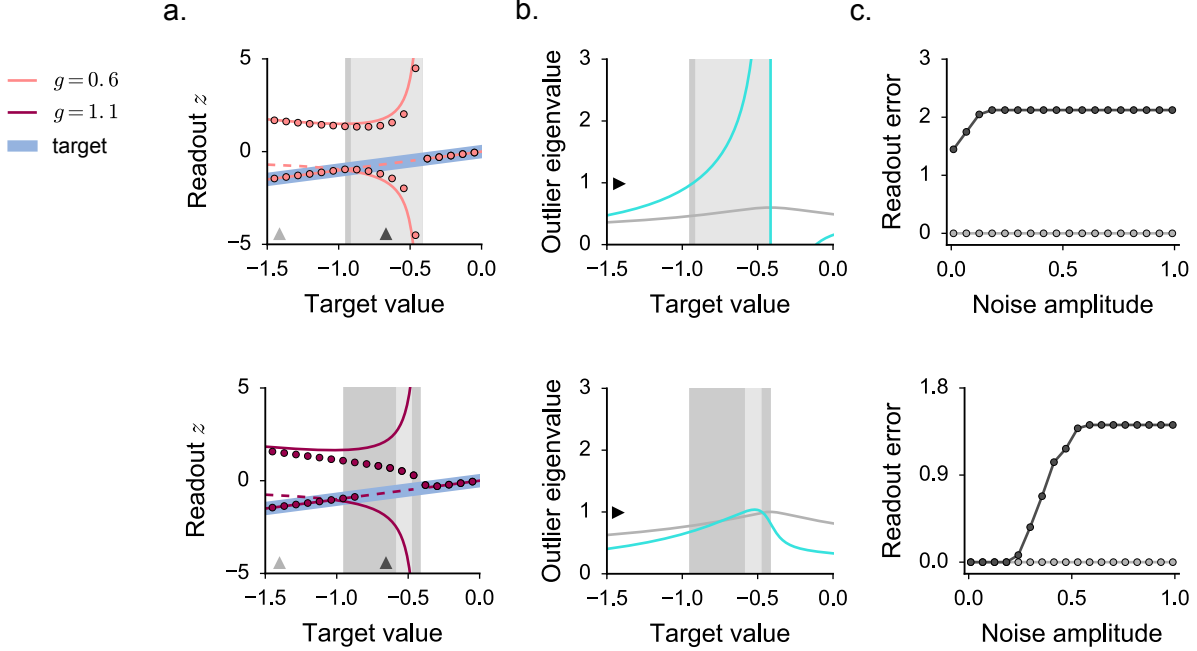 a.
b.
c.
g = 0.6
g = 1.1
target
5
0
−5
Readout z
−1.5
−1.0
−0.5
0.0
Target value
3
2
1
0
Outlier eigenvalue
−1.5
−1.0
−0.5
0.0
Target value
3
2
1
0
Readout error
0.0
0.5
1.0
Noise amplitude
5
0
−5
Readout z
−1.5
−1.0
−0.5
0.0
Target value
3
2
1
0
Outlier eigenvalue
−1.5
−1.0
−0.5
0.0
Target value
1.8
0.9
0.0
Readout error
0.0
0.5
1.0
Noise amplitude